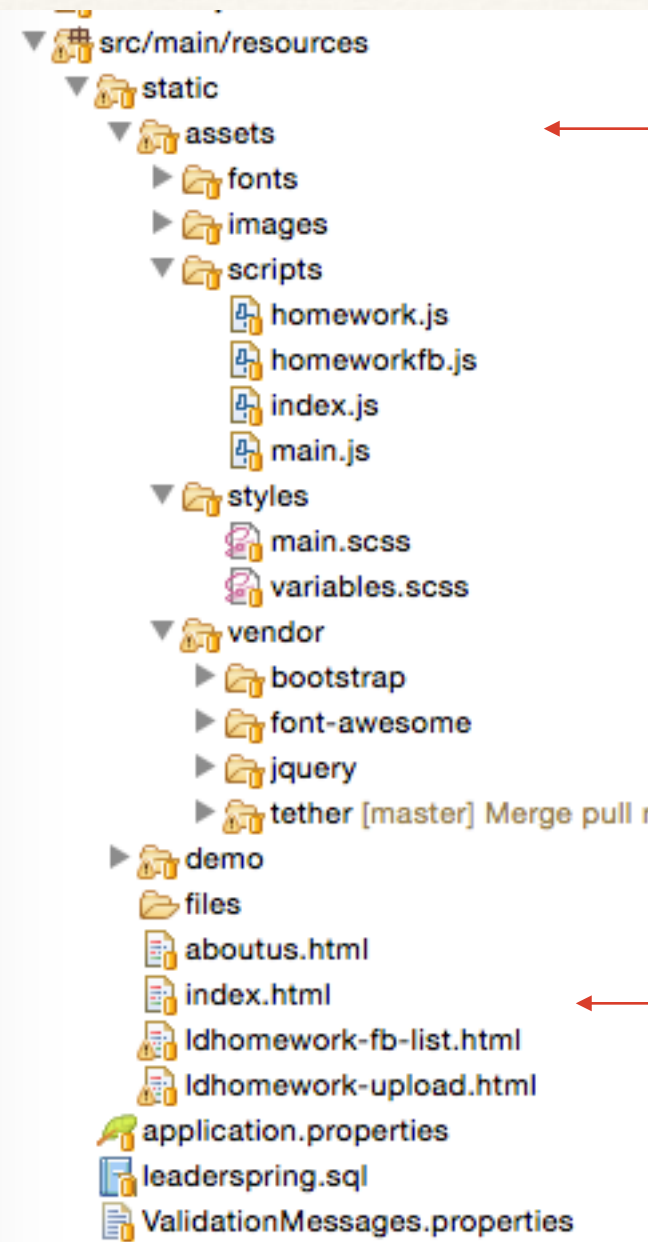 src/main/resources
static
assets
fonts
images
scripts
homework.js
homeworkfb.js
index.js
main.js
styles
main.scss
variables.scss
vendor
bootstrap
font-awesome
jquery
tether [master] Merge pull
demo
files
aboutus.html
index.html
ldhomework-fb-list.html
ldhomework-upload.html
application.properties
leaderspring.sql
ValidationMessages.properties